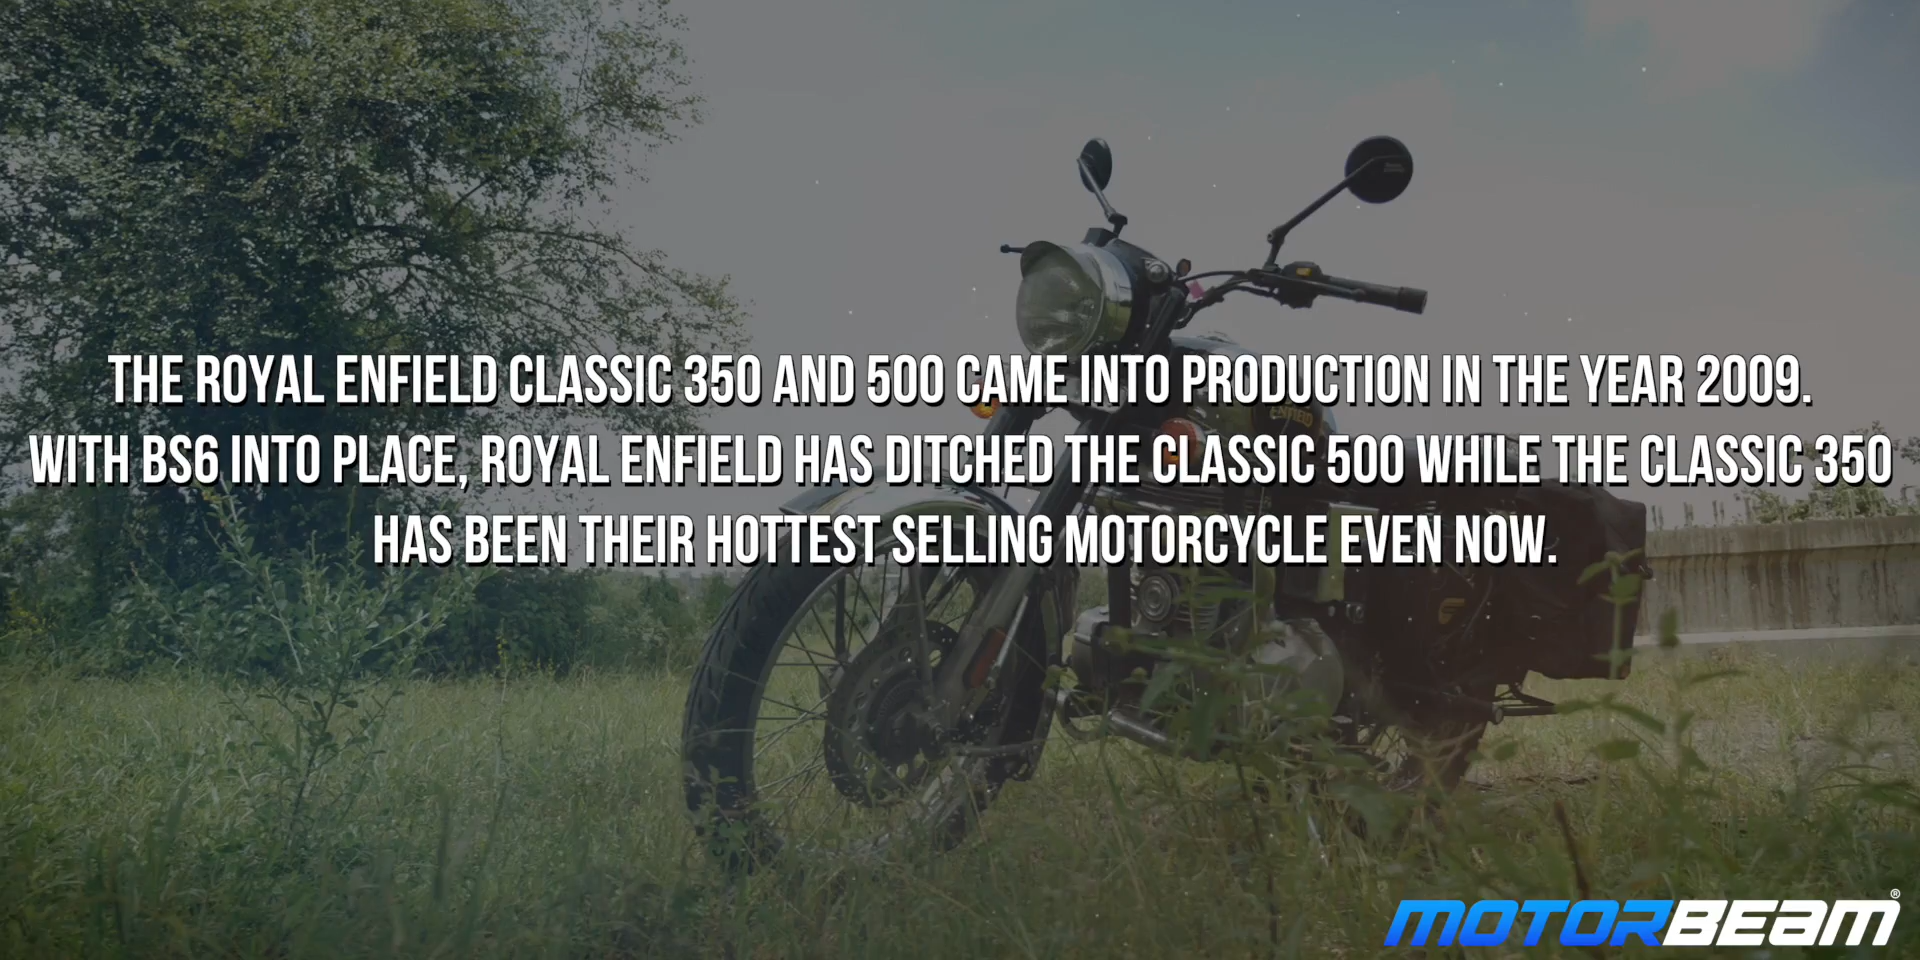 THE ROYAL ENFIELD CLASSIC 350 AND 500 CAME INTO PRODUCTION IN THE YEAR 2009.
WITH BS6 INTO PLACE, ROYAL ENFIELD HAS DITCHED THE CLASSIC 500 WHILE THE CLASSIC 350
HAS BEEN THEIR HOTTEST SELLING MOTORCYCLE EVEN NOW.
ENFIELD
MOTORBEAM®